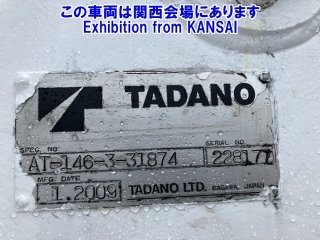 この車両は関西会場にあります
Exhibition from KANSAI
TADANO
SPEC. NO. SERIAL NO.
AT-146-3-31874 228177
MFG. DATE
1.2009 TADANO LTD. KAGAWA, JAPAN